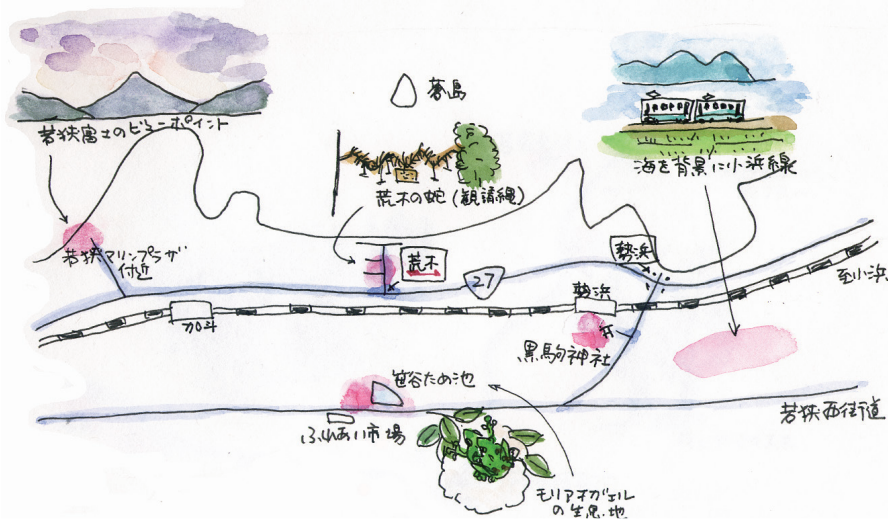 若狭富士のビューポイント
蒼島
荒木の蛇(観請縄)
海を背景に小浜線
若狭マリンプラザ
付近
荒木
27
勢浜
至小浜
加斗
勢浜
黒駒神社
笹谷ため池
ふれあい市場
若狭西街道
モリアオガエル
の生息地